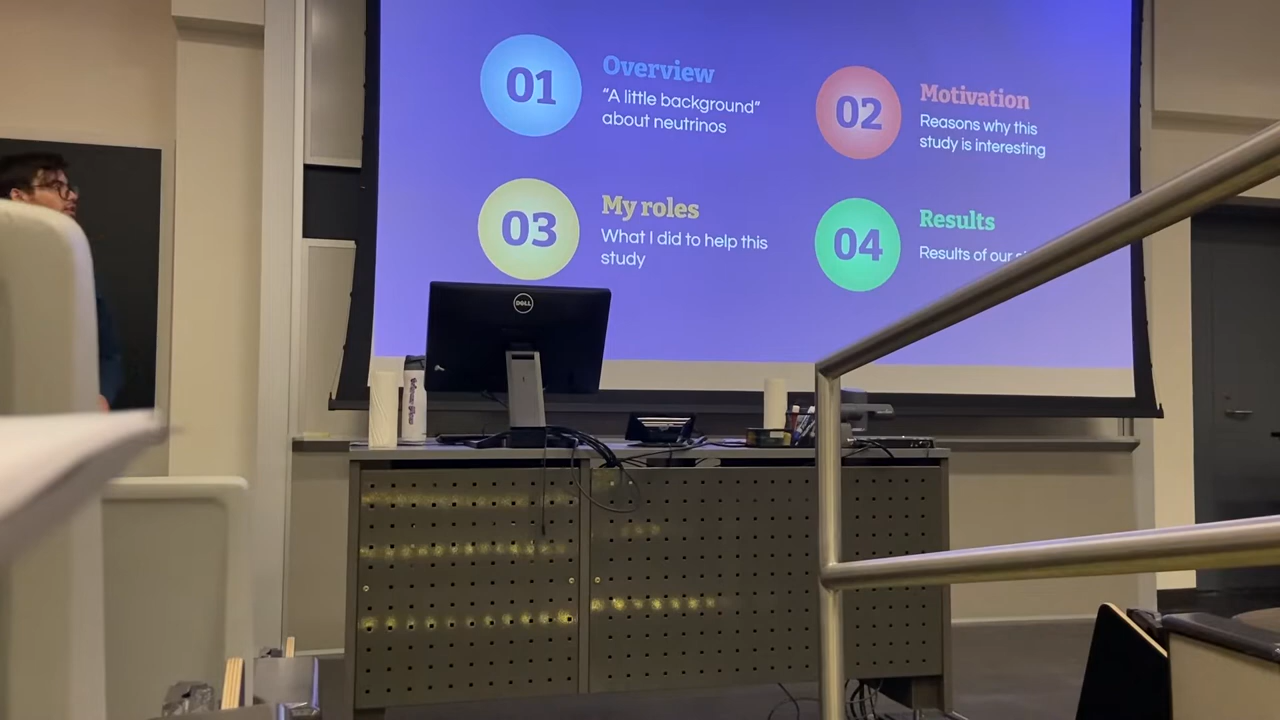 01
Overview
"A little background"
about neutrinos
02
Motivation
Reasons why this
study is interesting
03
My roles
What I did to help this
study
04
Results
Results of our
DELL